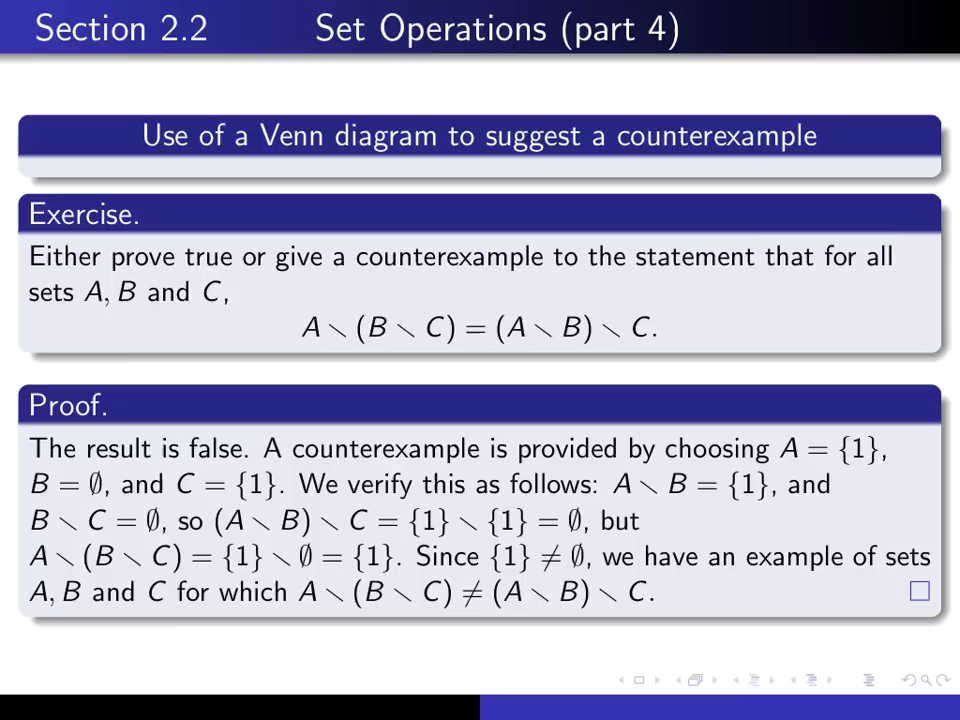 Section 2.2 Set Operations (part 4)
Use of a Venn diagram to suggest a counterexample
Exercise.
Either prove true or give a counterexample to the statement that for all
sets A, B and C,
A ∖ (B ∖ C) = (A ∖ B) ∖ C.
Proof.
The result is false. A counterexample is provided by choosing A = {1},
B = ∅, and C = {1}. We verify this as follows: A ∖ B = {1}, and
B ∖ C = ∅, so (A ∖ B) ∖ C = {1} ∖ {1} = ∅, but
A ∖ (B ∖ C) = {1} ∖ ∅ = {1}. Since {1} ≠ ∅, we have an example of sets
A, B and C for which A ∖ (B ∖ C) ≠ (A ∖ B) ∖ C. □